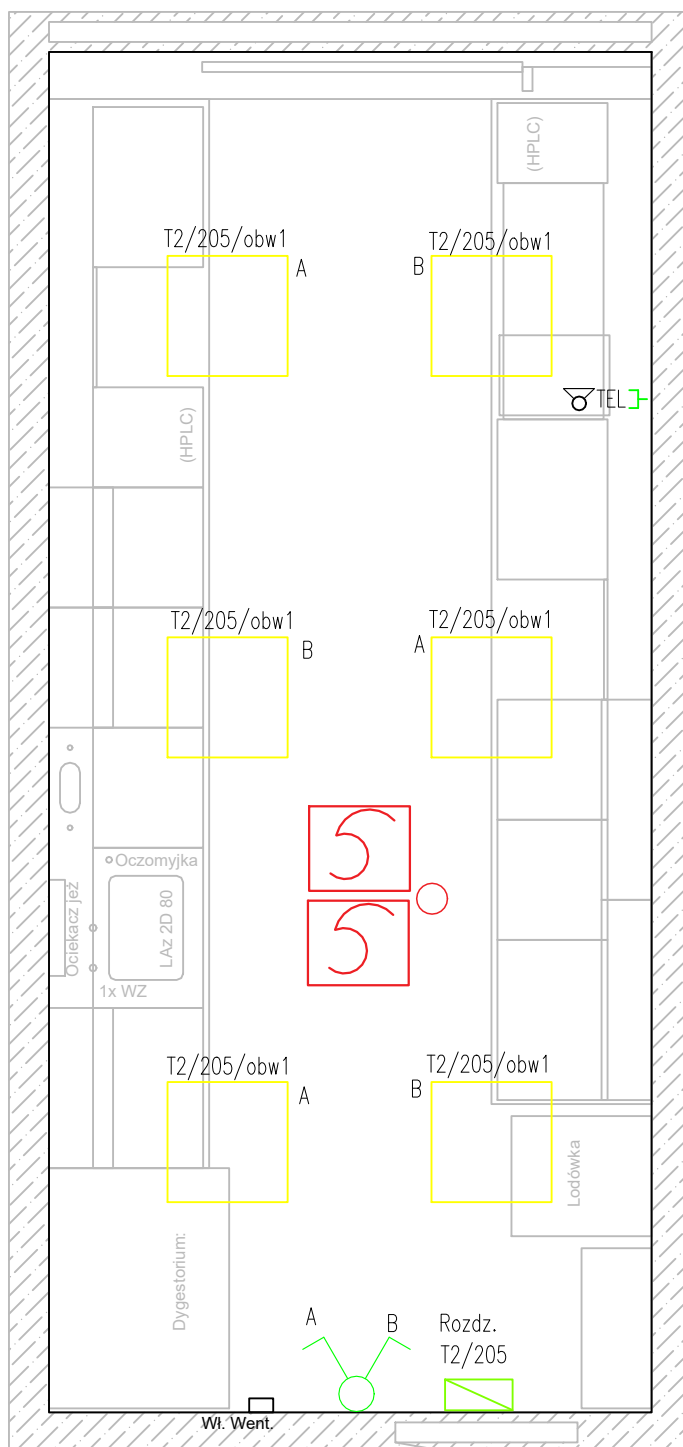 (HPLC)
T2/205/obw1
A
T2/205/obw1
B
TEL
(HPLC)
T2/205/obw1
B
T2/205/obw1
A
Oczomyjka
Ociekacz jeż
LAz 2D 80
1x WZ
T2/205/obw1
A
T2/205/obw1
B
Lodówka
Dygestorium:
A
B
Rozdz.
T2/205
Wł. Went.